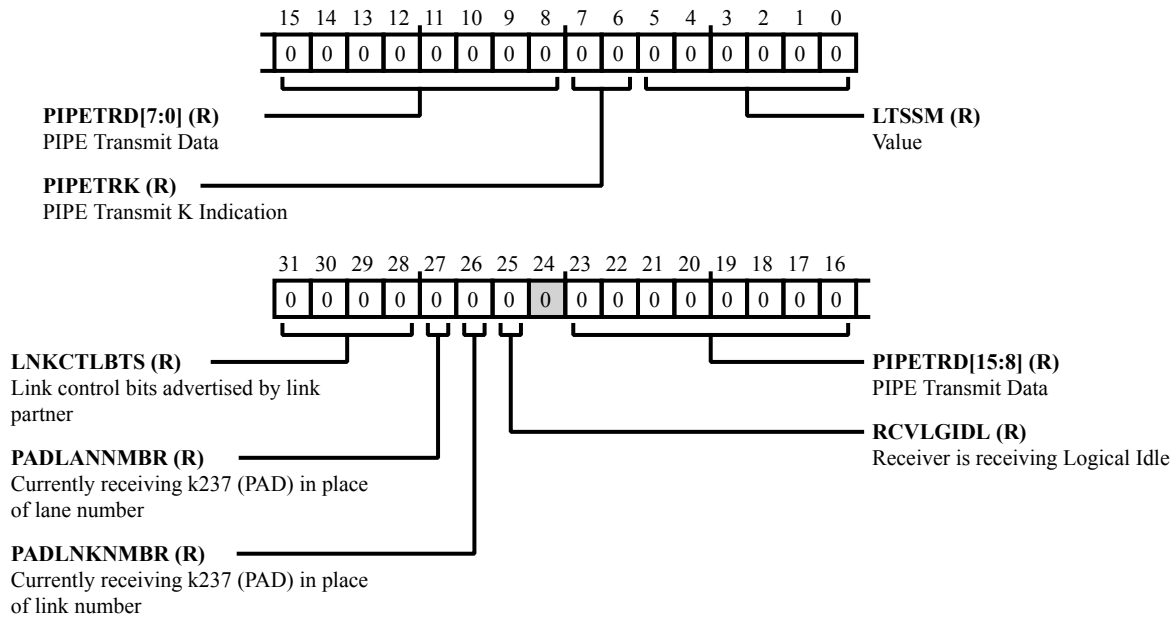 15 14 13 12 11 10 9 8 7 6 5 4 3 2 1 0
0 0 0 0 0 0 0 0 0 0 0 0 0 0 0 0
PIPETRD[7:0] (R)
PIPE Transmit Data
LTSSM (R)
Value
PIPETRK (R)
PIPE Transmit K Indication
31 30 29 28 27 26 25 24 23 22 21 20 19 18 17 16
0 0 0 0 0 0 0 0 0 0 0 0 0 0 0 0
LNKCTLBTS (R)
Link control bits advertised by link
partner
PIPETRD[15:8] (R)
PIPE Transmit Data
RCVLGIDL (R)
Receiver is receiving Logical Idle
PADLANNMBR (R)
Currently receiving k237 (PAD) in place
of lane number
PADLNKNMBR (R)
Currently receiving k237 (PAD) in place
of link number